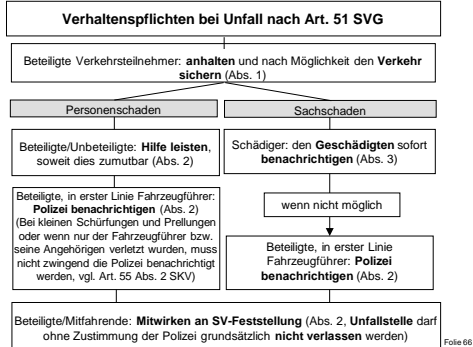 Verhaltenspflichten bei Unfall nach Art. 51 SVG
Beteiligte Verkehrsteilnehmer: anhalten und nach Möglichkeit den Verkehr
sichern (Abs. 1)
Personenschaden
Sachschaden
Beteiligte/Unbeteiligte: Hilfe leisten,
soweit dies zumutbar (Abs. 2)
Schädiger: den Geschädigten sofort
benachrichtigen (Abs. 3)
Beteiligte, in erster Linie Fahrzeugführer:
Polizei benachrichtigen (Abs. 2)
(Bei kleinen Schürfungen und Prellungen
oder wenn nur der Fahrzeugführer bzw.
seine Angehörigen verletzt wurden, muss
nicht zwingend die Polizei benachrichtigt
werden, vgl. Art. 55 Abs. 2 SKV)
wenn nicht möglich
Beteiligte, in erster Linie
Fahrzeugführer: Polizei
benachrichtigen (Abs. 2)
Beteiligte/Mitfahrende: Mitwirken an SV-Feststellung (Abs. 2, Unfallstelle darf
ohne Zustimmung der Polizei grundsätzlich nicht verlassen werden)
Folie 66